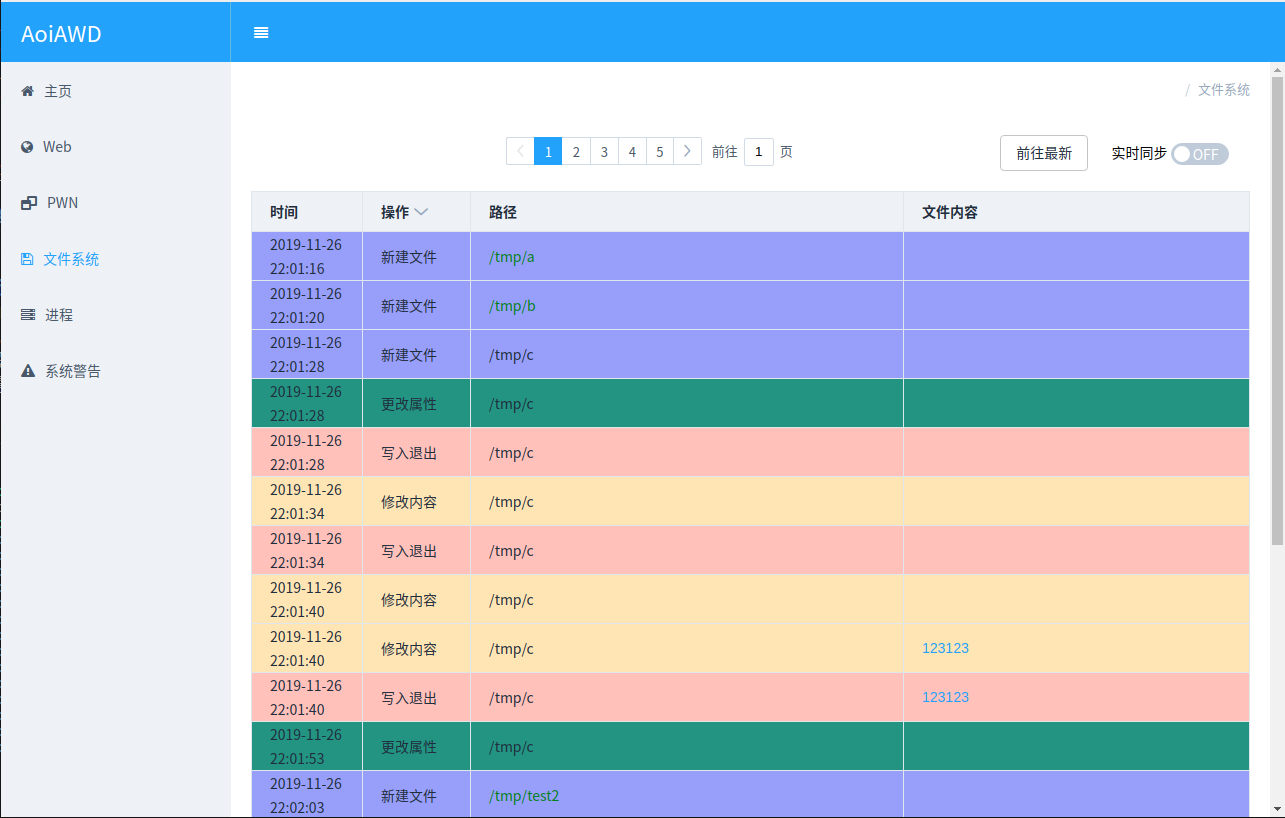 AoiAWD
主页
Web
PWN
文件系统
进程
系统警告
/ 文件系统
1 2 3 4 5 前往 1 页
前往最新 实时同步 OFF
时间 操作 路径 文件内容
2019-11-26
22:01:16 新建文件 /tmp/a
2019-11-26
22:01:20 新建文件 /tmp/b
2019-11-26
22:01:28 新建文件 /tmp/c
2019-11-26
22:01:28 更改属性 /tmp/c
2019-11-26
22:01:28 写入退出 /tmp/c
2019-11-26
22:01:34 修改内容 /tmp/c
2019-11-26
22:01:34 写入退出 /tmp/c
2019-11-26
22:01:40 修改内容 /tmp/c
2019-11-26
22:01:40 修改内容 /tmp/c 123123
2019-11-26
22:01:40 写入退出 /tmp/c 123123
2019-11-26
22:01:53 更改属性 /tmp/c
2019-11-26
22:02:03 新建文件 /tmp/test2